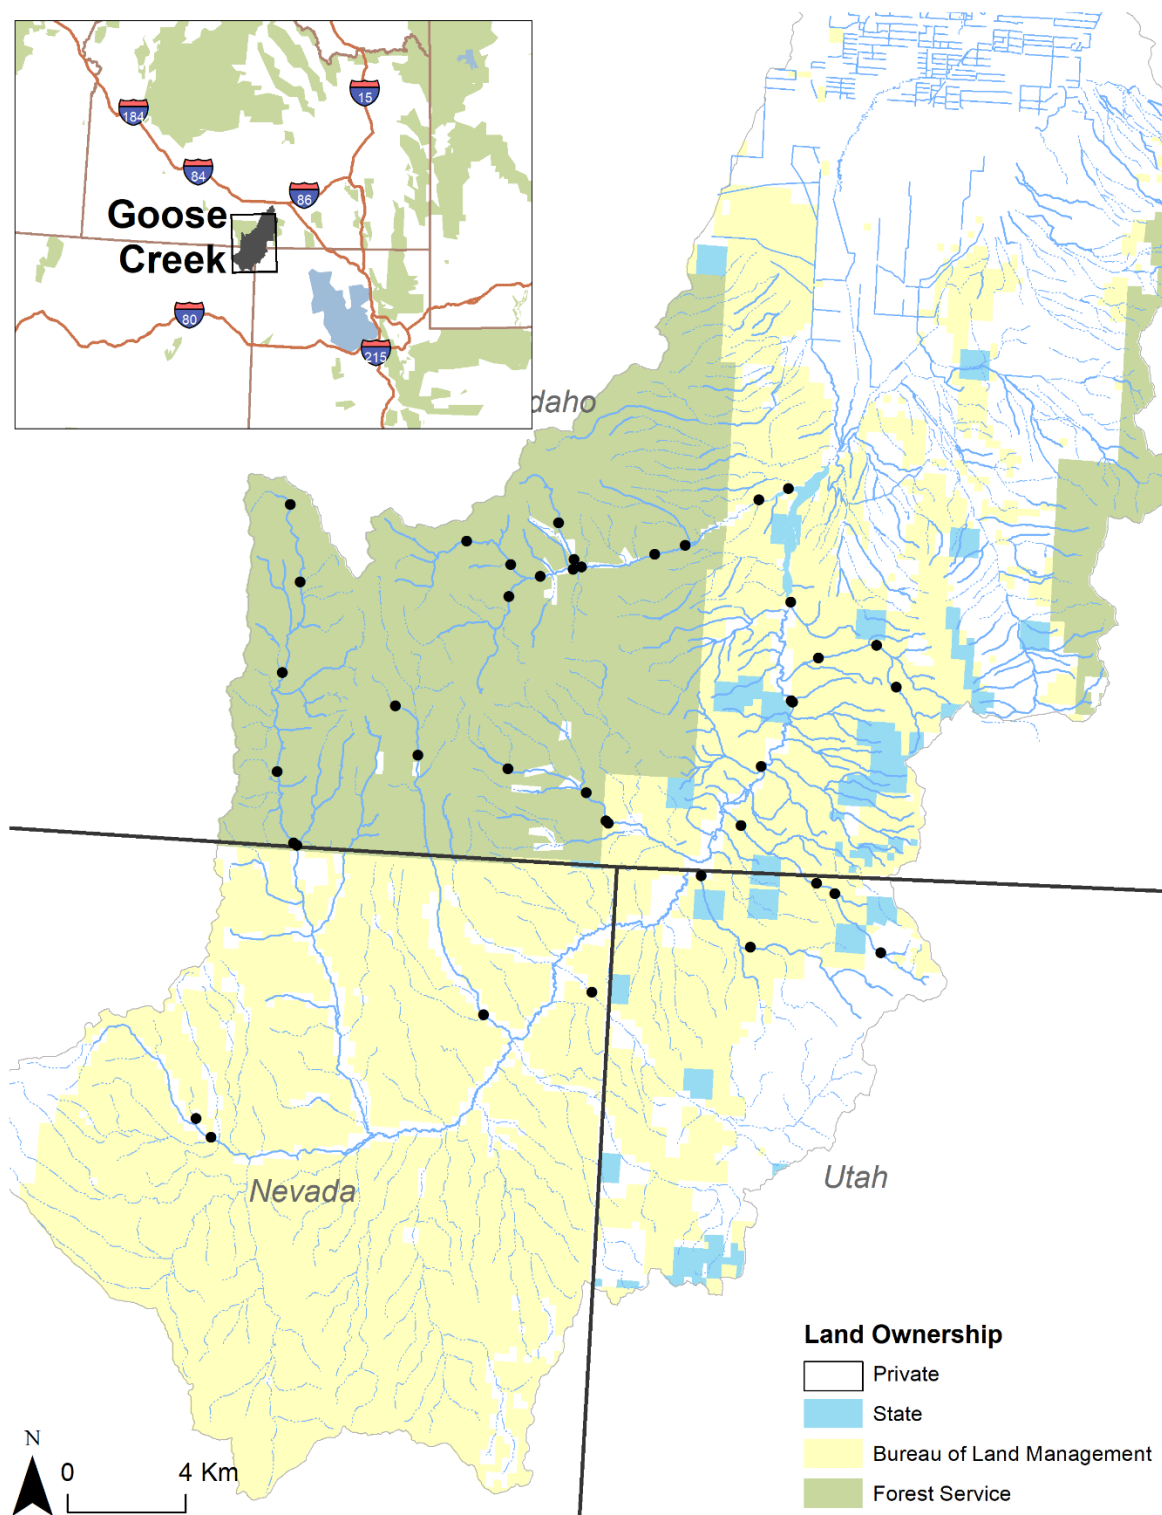 15
184
84
86
Goose
Creek
80
215
daho
Nevada
Utah
Land Ownership
Private
State
Bureau of Land Management
Forest Service
N
0 4 Km